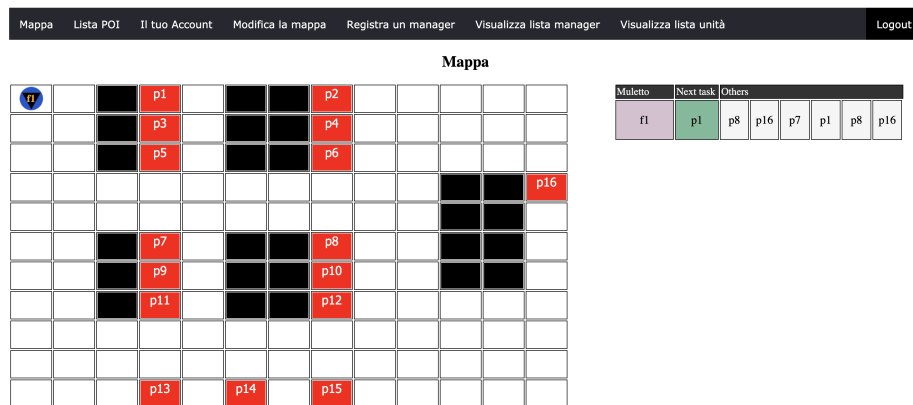 Mappa Lista POI Il tuo Account Modifica la mappa Registra un manager Visualizza lista manager Visualizza lista unità Logout
Mappa
f1 p1 p2
p3 p4
p5 p6
p16
p7 p8
p9 p10
p11 p12
p13 p14 p15
Muletto Next task Others
f1 p1 p8 p16 p7 p1 p8 p16